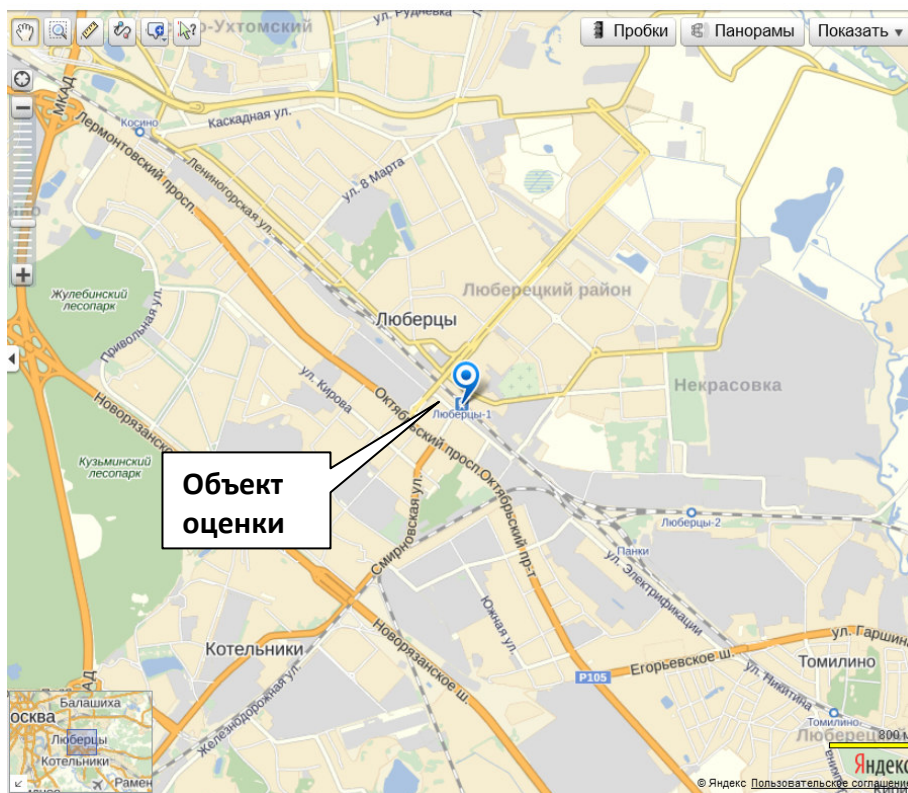 ул. Рудневка
о-Ухтомский
Пробки
Панорамы
Показать
МКАД
Косино
Каскадная ул.
Лермонтовский просп.
Лениногорская ул.
ул. 8 Марта
Жулебинский
лесопарк
Привольная ул.
Люберецкий район
Люберцы
ул. Кирова
Некрасовка
Люберцы-1
Октябрьский просп.
Новорязанское
Кузьминский
лесопарк
Объект
оценки
Октябрьский пр-т
Смирновская ул.
Люберцы-2
Панки
ул. Электрификации
Южная ул.
Новорязанское ш.
Котельники
Железнодорожная ул.
ул. Гаршина
Егорьевское ш.
Р105
Томилино
ул. Никитина
Томилино
Балашиха
осква
Люберцы
Котельники
Рамен
800 м
Яндекс
© Яндекс Пользовательское соглашение